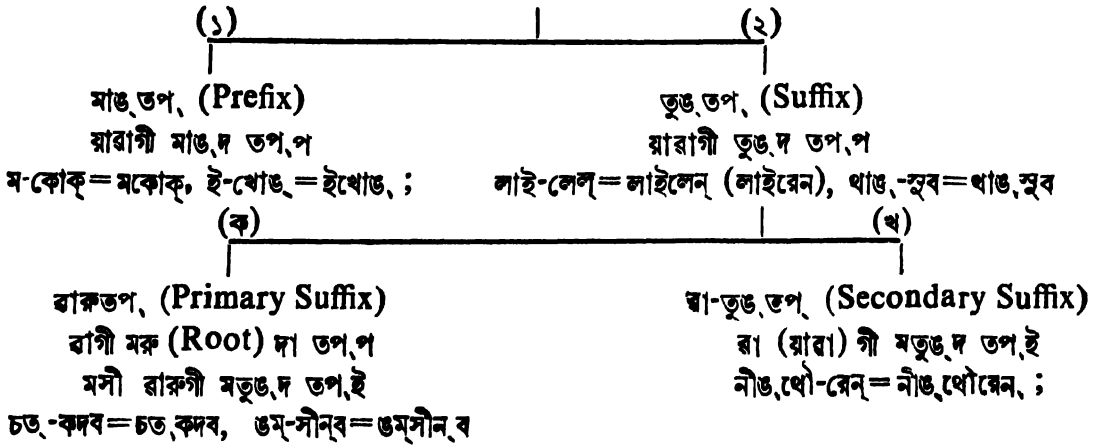 (১) (২)
মাঙ্তপ্ (Prefix) তুঙ্তপ্ (Suffix)
য়াৱাগী মাঙ্দ তপ্প য়াৱাগী তুঙ্দ তপ্প
ম-কোক্=মকোক্, ই-খোঙ্=ইখোঙ্ ; লাই-লেল্=লাইলেন্ (লাইরেন), থাঙ্-সুব=থাঙ্সুব
(ক) (খ)
ৱারুতপ্ (Primary Suffix) ৱা-তুঙ্তপ্ (Secondary Suffix)
ৱাগী মরু (Root) দা তপ্প ৱা (য়াৱা) গী মতুঙ্দ তপ্ই
মসী ৱারুগী মতুঙ্দ তপ্ই নীঙ্থৌ-রেন্=নীঙ্থৌরেন্ ;
চত্-কদব=চত্কদব, ঙম্-সীন্ব=ঙম্সীন্ব